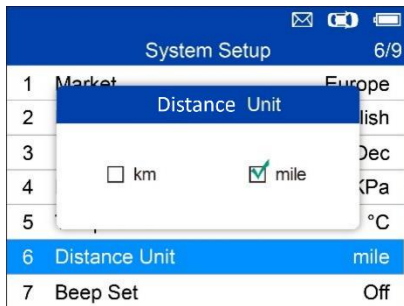 System Setup 6/9
1 Market Europe
Distance Unit
2 lish
3 Dec
km mile
4 KPa
5 °C
6 Distance Unit mile
7 Beep Set Off